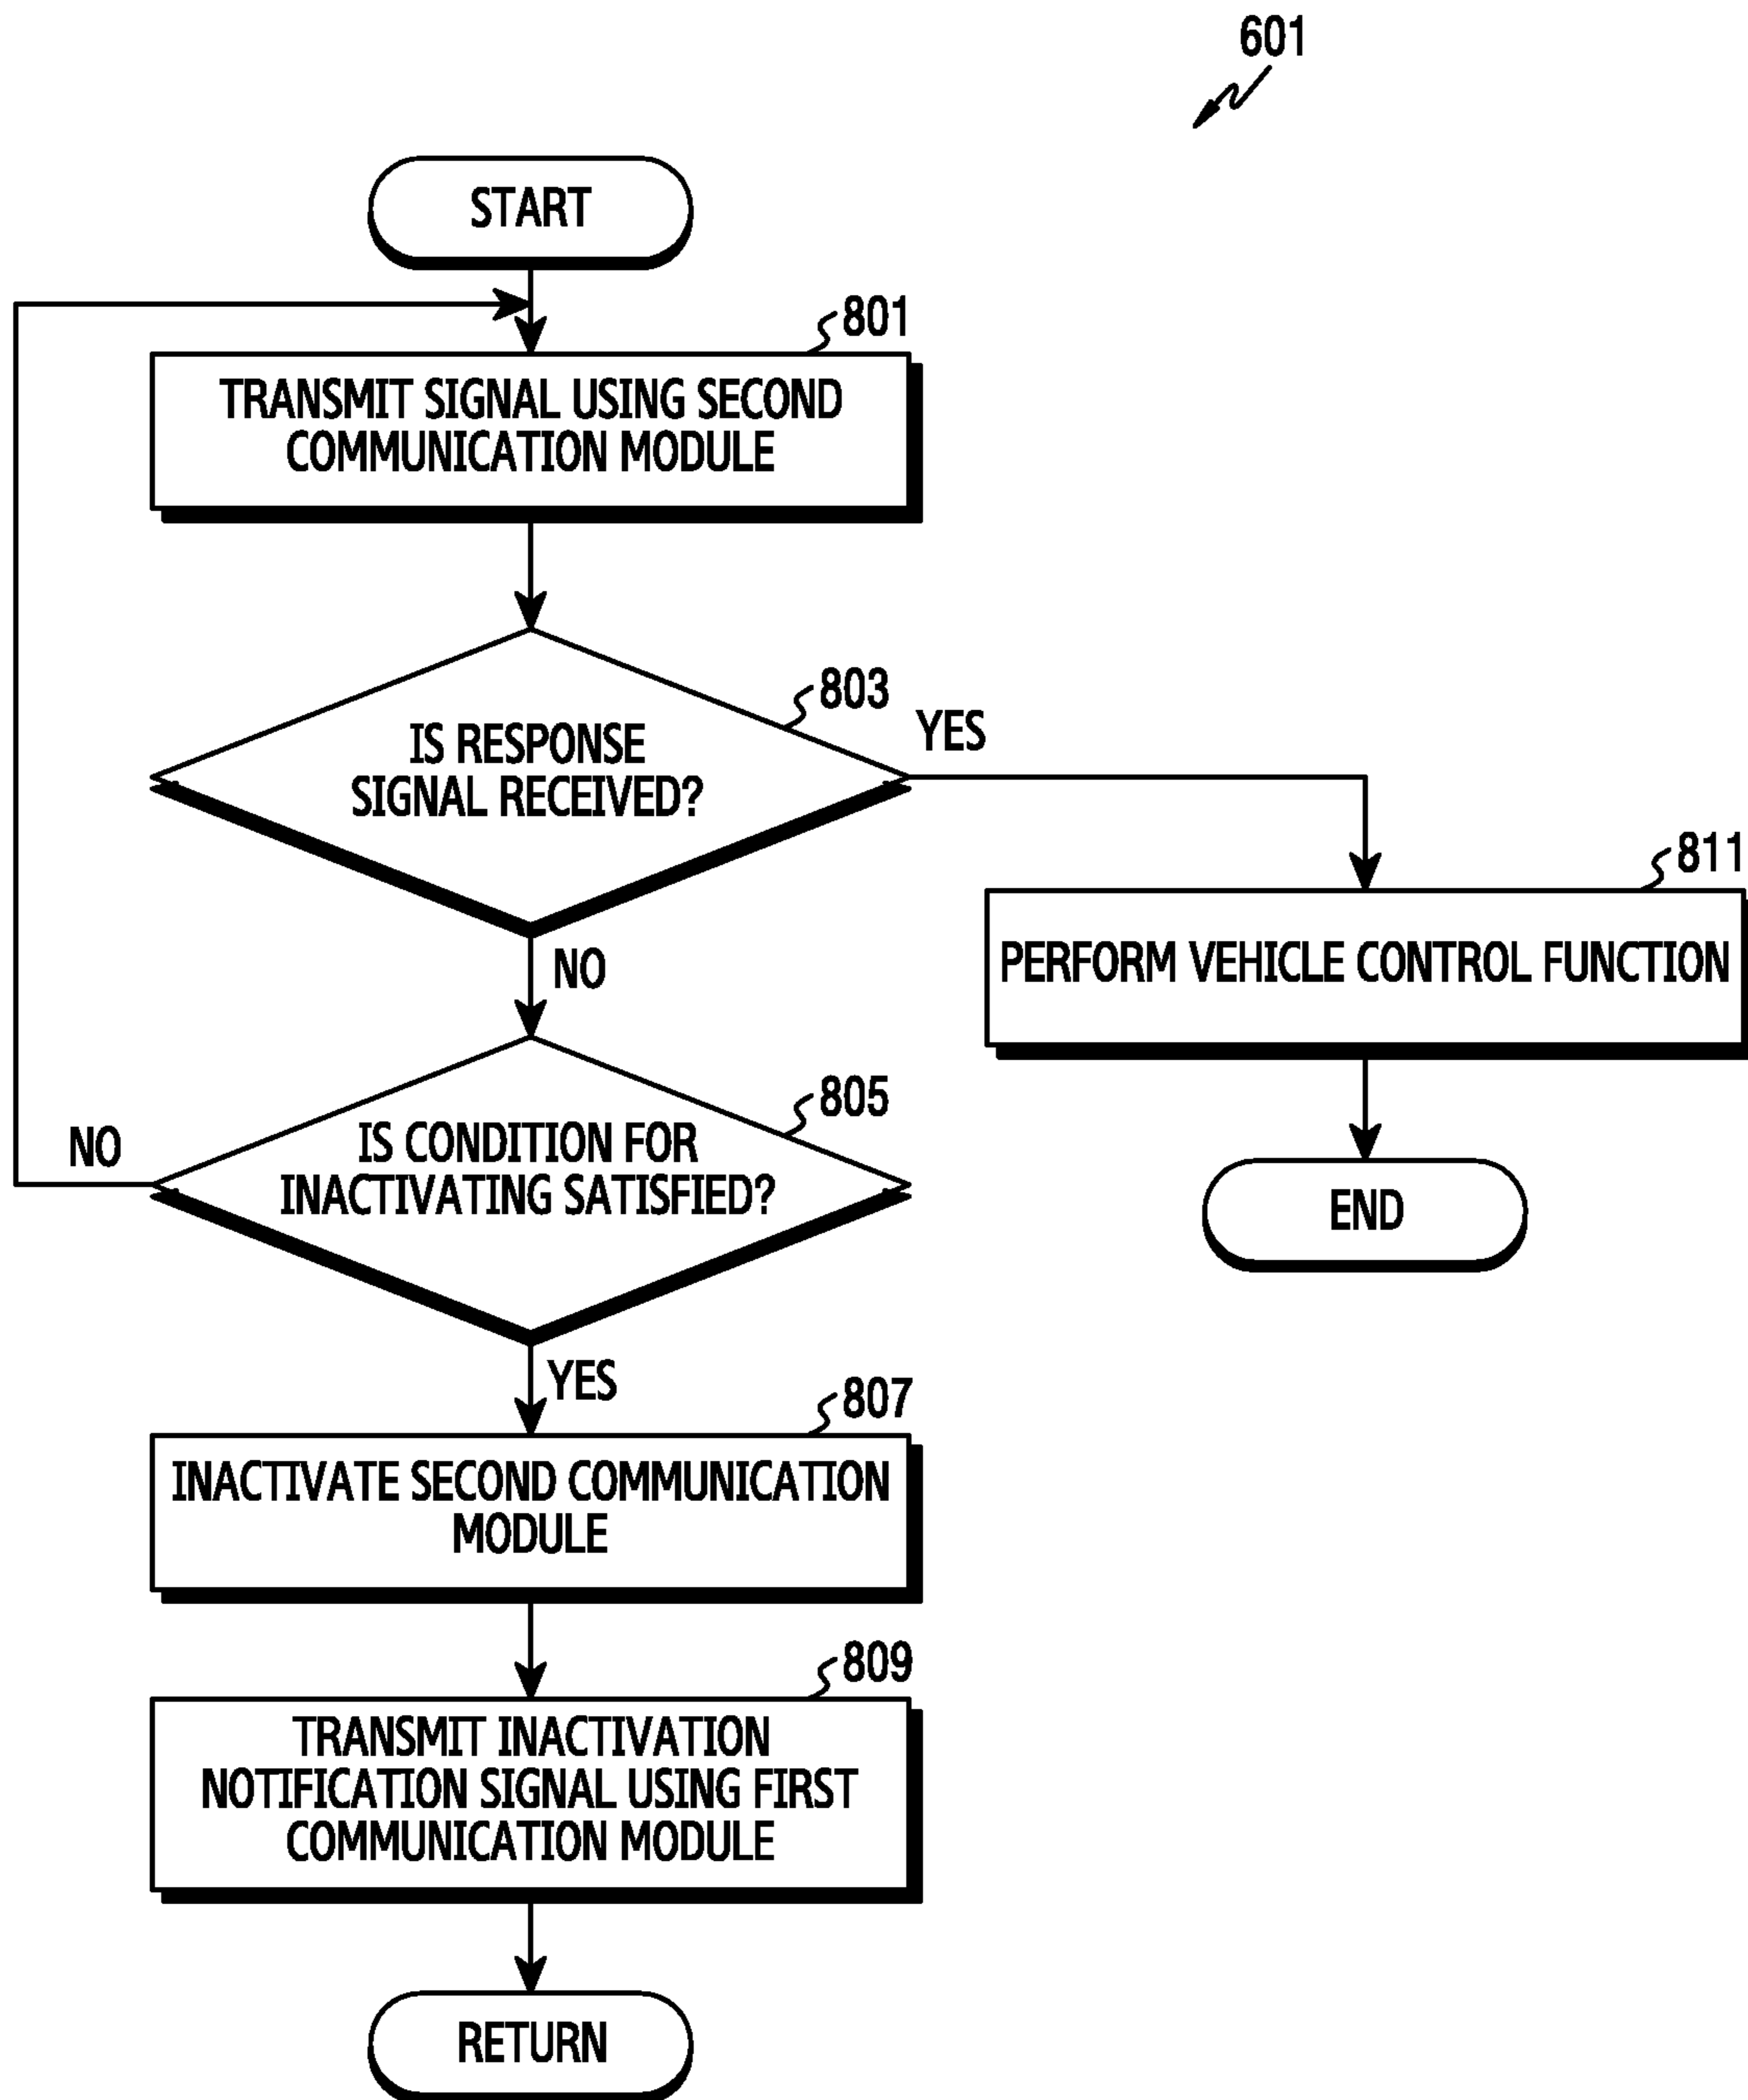 601
START
801
TRANSMIT SIGNAL USING SECOND
COMMUNICATION MODULE
803
IS RESPONSE
SIGNAL RECEIVED?
YES
NO
811
PERFORM VEHICLE CONTROL FUNCTION
END
805
IS CONDITION FOR
INACTIVATING SATISFIED?
NO
YES
807
INACTIVATE SECOND COMMUNICATION
MODULE
809
TRANSMIT INACTIVATION
NOTIFICATION SIGNAL USING FIRST
COMMUNICATION MODULE
RETURN